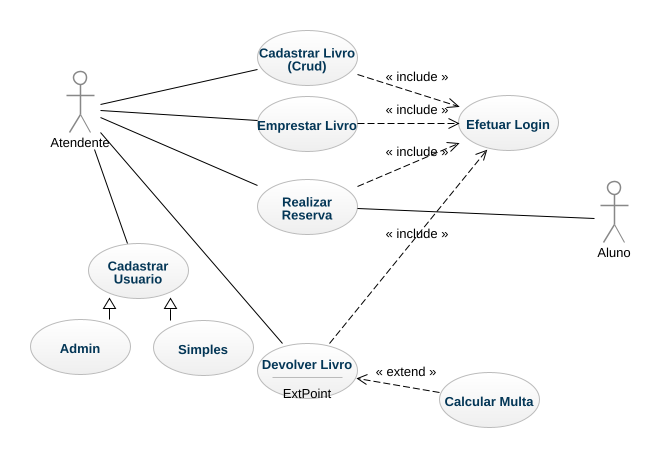 Cadastrar Livro
(Crud)
« include »
« include »
Emprestar Livro
Efetuar Login
Atendente
« include »
Realizar
Reserva
« include »
Aluno
Cadastrar
Usuario
Admin
Simples
Devolver Livro
ExtPoint
« extend »
Calcular Multa